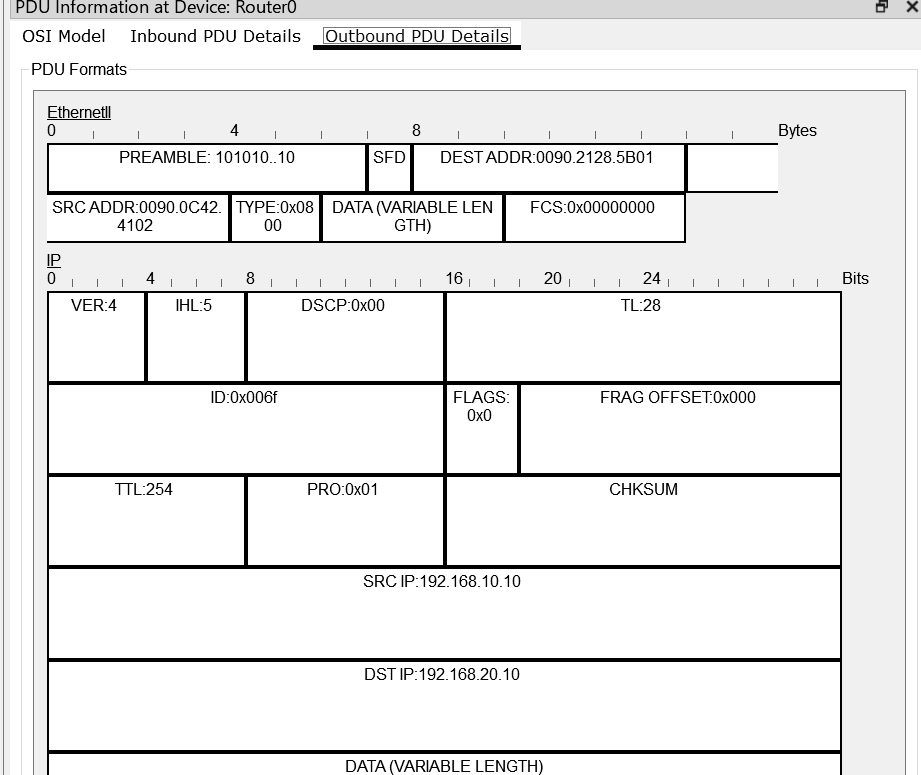 PDU Information at Device: Router0
OSI Model Inbound PDU Details Outbound PDU Details
PDU Formats
EthernetII
0 4 8 Bytes
PREAMBLE: 101010..10 SFD DEST ADDR:0090.2128.5B01
SRC ADDR:0090.0C42. TYPE:0x08 DATA (VARIABLE LEN FCS:0x00000000
4102 00 GTH)
IP
0 4 8 16 20 24 Bits
VER:4 IHL:5 DSCP:0x00 TL:28
ID:0x006f FLAGS: FRAG OFFSET:0x000
0x0
TTL:254 PRO:0x01 CHKSUM
SRC IP:192.168.10.10
DST IP:192.168.20.10
DATA (VARIABLE LENGTH)